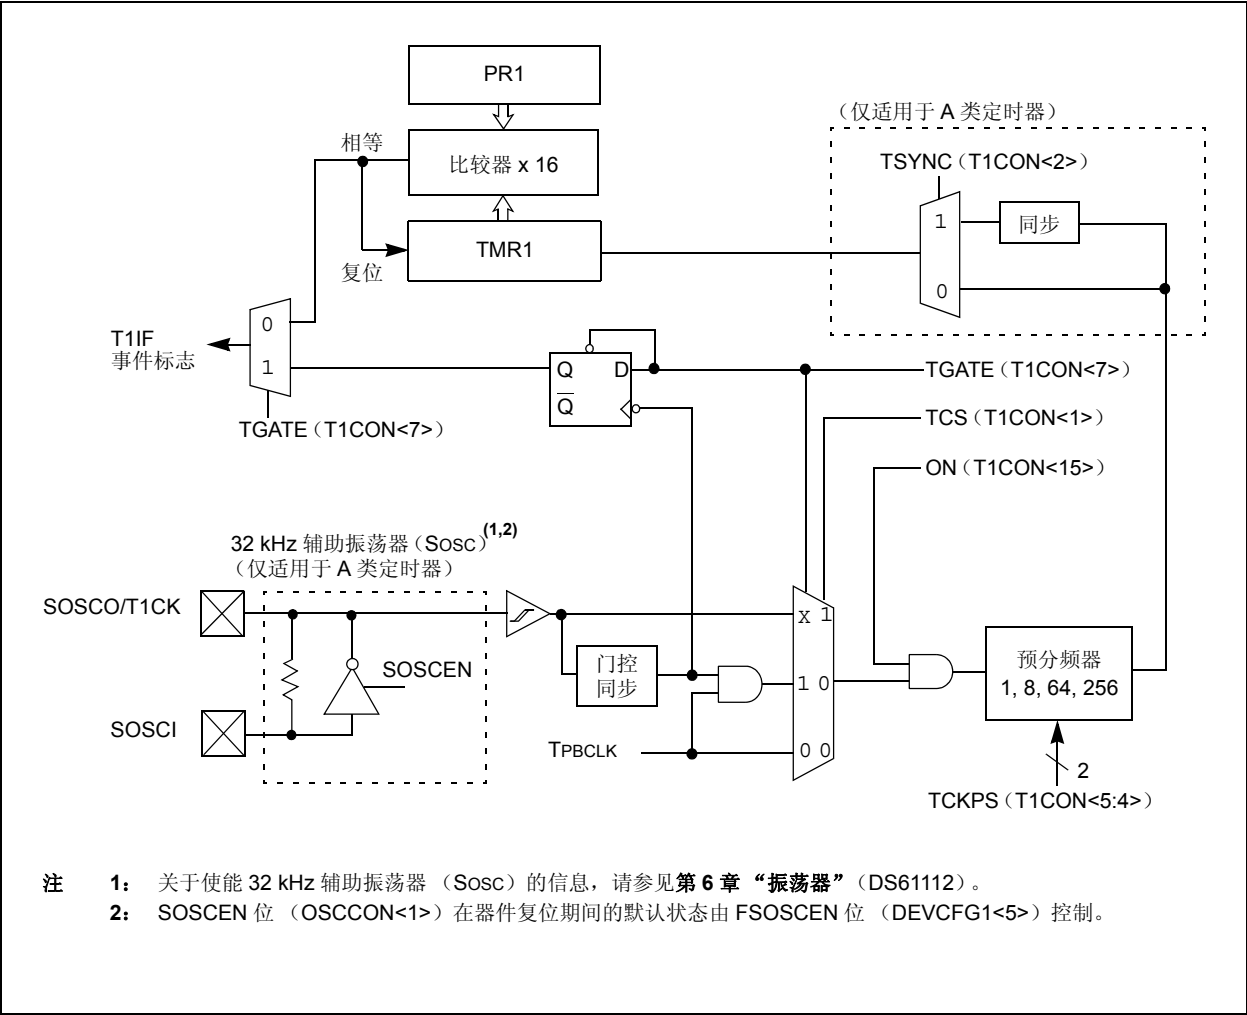 PR1
(仅适用于 A 类定时器)
相等
比较器 x 16
TSYNC(T1CON<2>)
1
同步
TMR1
复位
0
T1IF
事件标志
0
1
Q
D
Q
TGATE(T1CON<7>)
TCS(T1CON<1>)
TGATE(T1CON<7>)
ON(T1CON<15>)
32 kHz 辅助振荡器(SOSC)(1,2)
(仅适用于 A 类定时器)
SOSCO/T1CK
x 1
门控
同步
SOSCEN
1 0
预分频器
1, 8, 64, 256
SOSCI
TPBCLK
0 0
2
TCKPS(T1CON<5:4>)
注 1: 关于使能 32 kHz 辅助振荡器 (SOSC)的信息,请参见第 6 章 “振荡器”(DS61112)。
2: SOSCEN 位 (OSCCON<1>)在器件复位期间的默认状态由 FSOSCEN 位 (DEVCFG1<5>)控制。